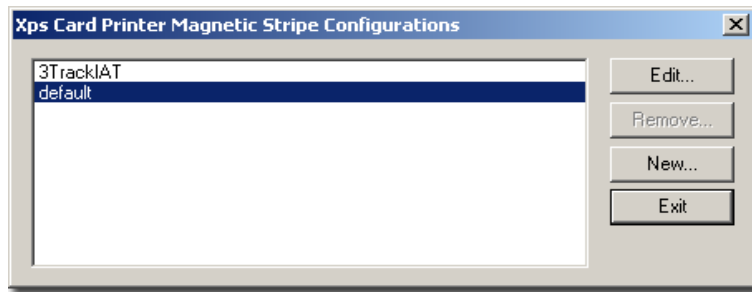 Xps Card Printer Magnetic Stripe Configurations
3TrackIAT
default
Edit...
Remove...
New...
Exit